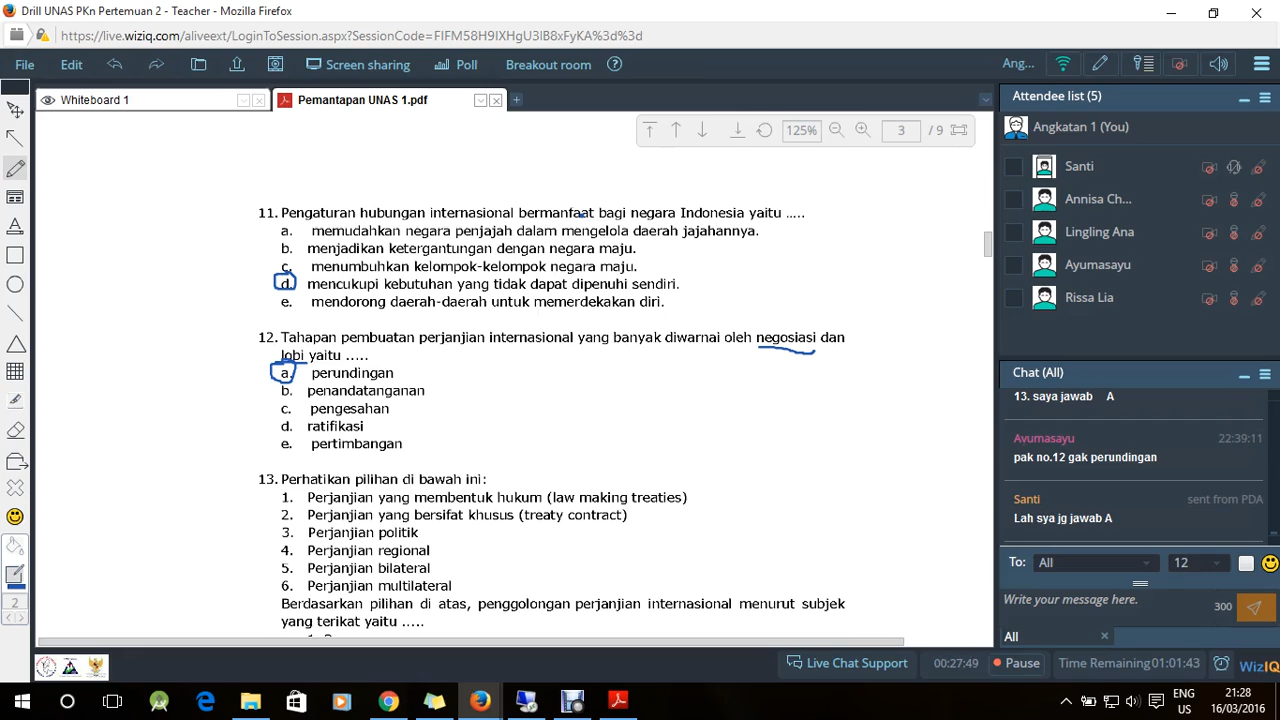 Drill UNAS PKn Pertemuan 2 - Teacher - Mozilla Firefox
https://live.wiziq.com/aliveext/LoginToSession.aspx?SessionCode=FIFM58H9IXHgU3IB8xFyKA%3d%3d
File Edit Screen sharing Poll Breakout room Ang...
Whiteboard 1 Pemantapan UNAS 1.pdf
125% 3 / 9
11. Pengaturan hubungan internasional bermanfaat bagi negara Indonesia yaitu .....
a. memudahkan negara penjajah dalam mengelola daerah jajahannya.
b. menjadikan ketergantungan dengan negara maju.
c. menumbuhkan kelompok-kelompok negara maju.
d. mencukupi kebutuhan yang tidak dapat dipenuhi sendiri.
e. mendorong daerah-daerah untuk memerdekakan diri.
12. Tahapan pembuatan perjanjian internasional yang banyak diwarnai oleh negosiasi dan
lobi yaitu .....
a. perundingan
b. penandatanganan
c. pengesahan
d. ratifikasi
e. pertimbangan
13. Perhatikan pilihan di bawah ini:
1. Perjanjian yang membentuk hukum (law making treaties)
2. Perjanjian yang bersifat khusus (treaty contract)
3. Perjanjian politik
4. Perjanjian regional
5. Perjanjian bilateral
6. Perjanjian multilateral
Berdasarkan pilihan di atas, penggolongan perjanjian internasional menurut subjek
yang terikat yaitu .....
2
Attendee list (5)
Angkatan 1 (You)
Santi
Annisa Ch...
Lingling Ana
Ayumasayu
Rissa Lia
Chat (All)
13. saya jawab A
Ayumasayu 22:39:11
pak no.12 gak perundingan
Santi sent from PDA
Lah sya jg jawab A
To: All 12
Write your message here. 300
All
Live Chat Support 00:27:49 Pause Time Remaining 01:01:43 WizIQ
ENG 21:28
US 16/03/2016